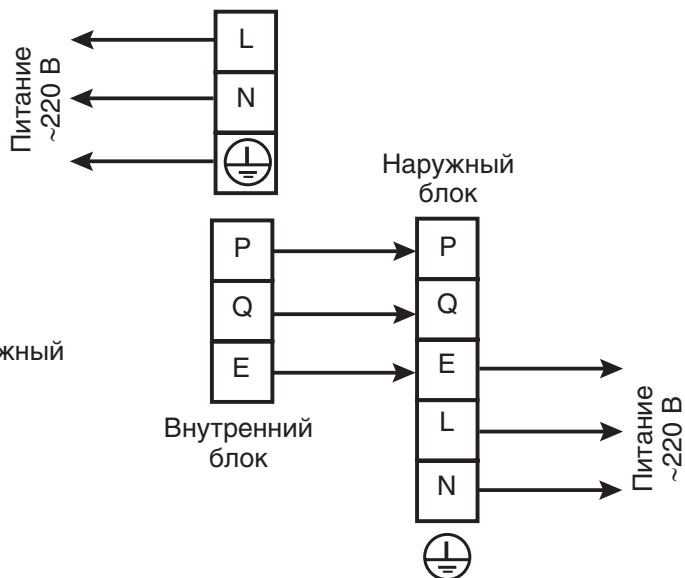 Питание
~220 В
L
N
Наружный
блок
P
Q
E
P
Q
E
L
N
жный
Внутренний
блок
Питание
~220 В